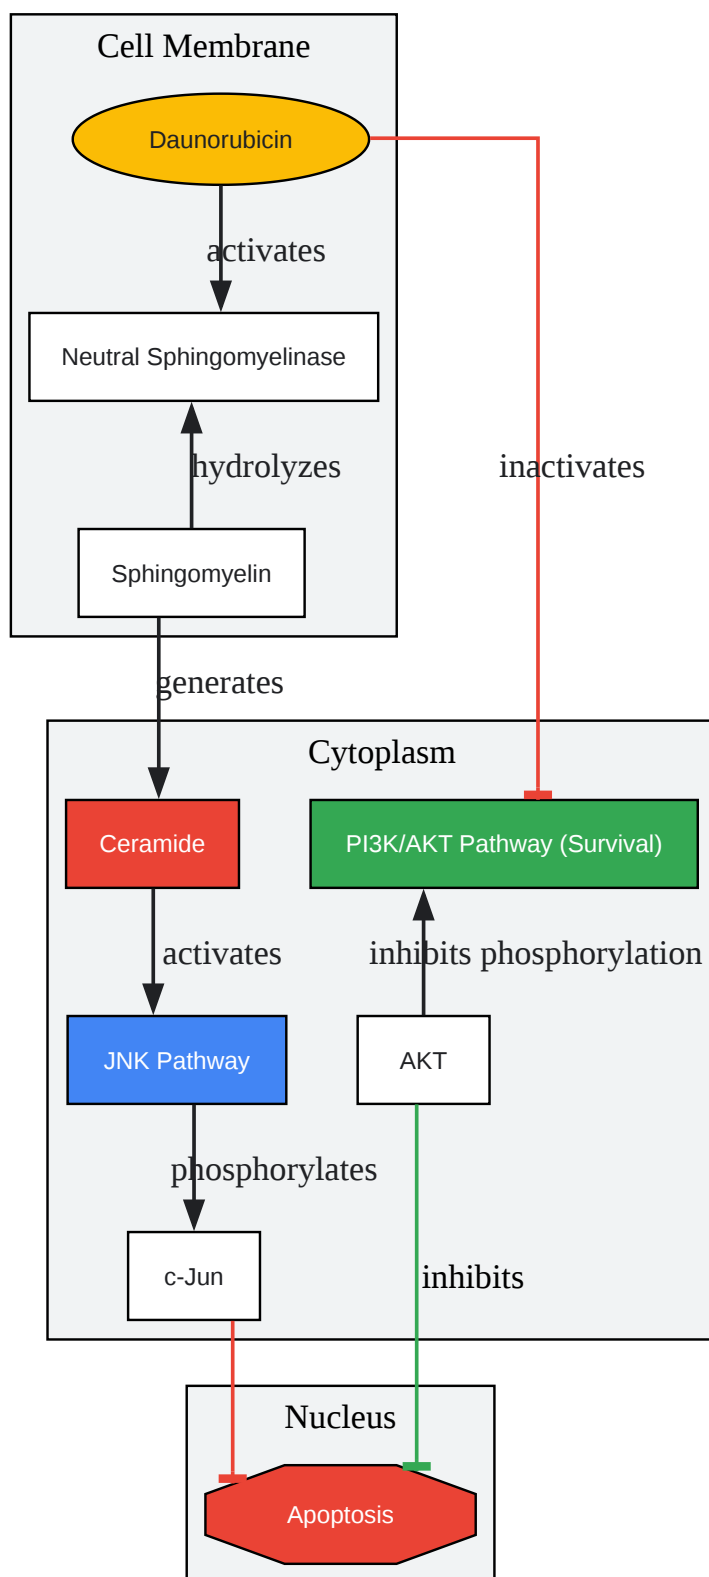 Cell Membrane
Daunorubicin
activates
Neutral Sphingomyelinase
hydrolyzes
inactivates
Sphingomyelin
generates
Cytoplasm
Ceramide
PI3K/AKT Pathway (Survival)
activates
inhibits phosphorylation
JNK Pathway
AKT
phosphorylates
c-Jun
inhibits
Nucleus
Apoptosis